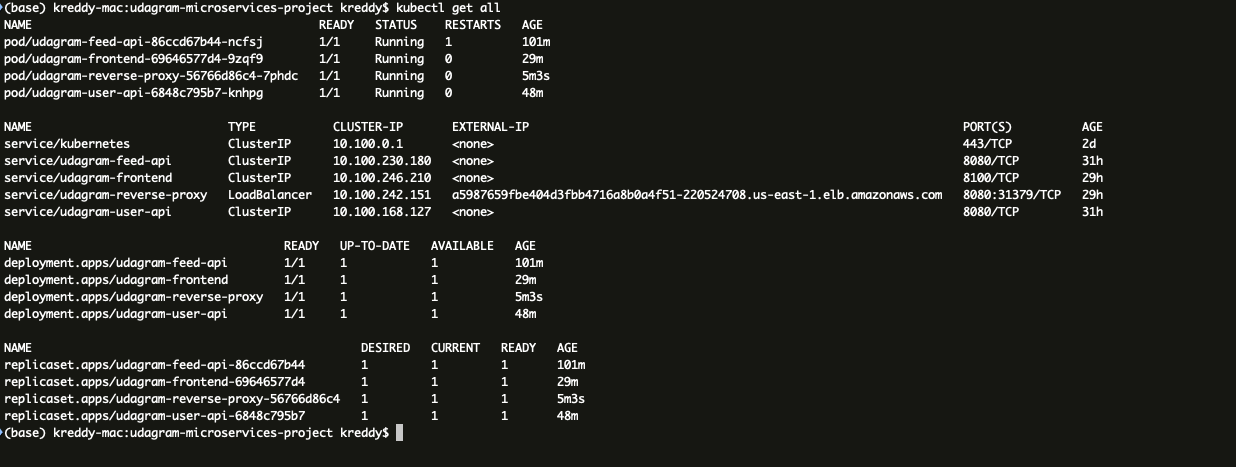 (base) kreddy-mac:udagram-microservices-project kreddy$ kubectl get all
NAME READY STATUS RESTARTS AGE
pod/udagram-feed-api-86ccd67b44-ncfsj 1/1 Running 1 101m
pod/udagram-frontend-69646577d4-9zqf9 1/1 Running 0 29m
pod/udagram-reverse-proxy-56766d86c4-7phdc 1/1 Running 0 5m3s
pod/udagram-user-api-6848c795b7-knhpg 1/1 Running 0 48m
NAME TYPE CLUSTER-IP EXTERNAL-IP PORT(S) AGE
service/kubernetes ClusterIP 10.100.0.1 <none> 443/TCP 2d
service/udagram-feed-api ClusterIP 10.100.230.180 <none> 8080/TCP 31h
service/udagram-frontend ClusterIP 10.100.246.210 <none> 8100/TCP 29h
service/udagram-reverse-proxy LoadBalancer 10.100.242.151 a5987659fbe404d3fbb4716a8b0a4f51-220524708.us-east-1.elb.amazonaws.com 8080:31379/TCP 29h
service/udagram-user-api ClusterIP 10.100.168.127 <none> 8080/TCP 31h
NAME READY UP-TO-DATE AVAILABLE AGE
deployment.apps/udagram-feed-api 1/1 1 1 101m
deployment.apps/udagram-frontend 1/1 1 1 29m
deployment.apps/udagram-reverse-proxy 1/1 1 1 5m3s
deployment.apps/udagram-user-api 1/1 1 1 48m
NAME DESIRED CURRENT READY AGE
replicaset.apps/udagram-feed-api-86ccd67b44 1 1 1 101m
replicaset.apps/udagram-frontend-69646577d4 1 1 1 29m
replicaset.apps/udagram-reverse-proxy-56766d86c4 1 1 1 5m3s
replicaset.apps/udagram-user-api-6848c795b7 1 1 1 48m
(base) kreddy-mac:udagram-microservices-project kreddy$